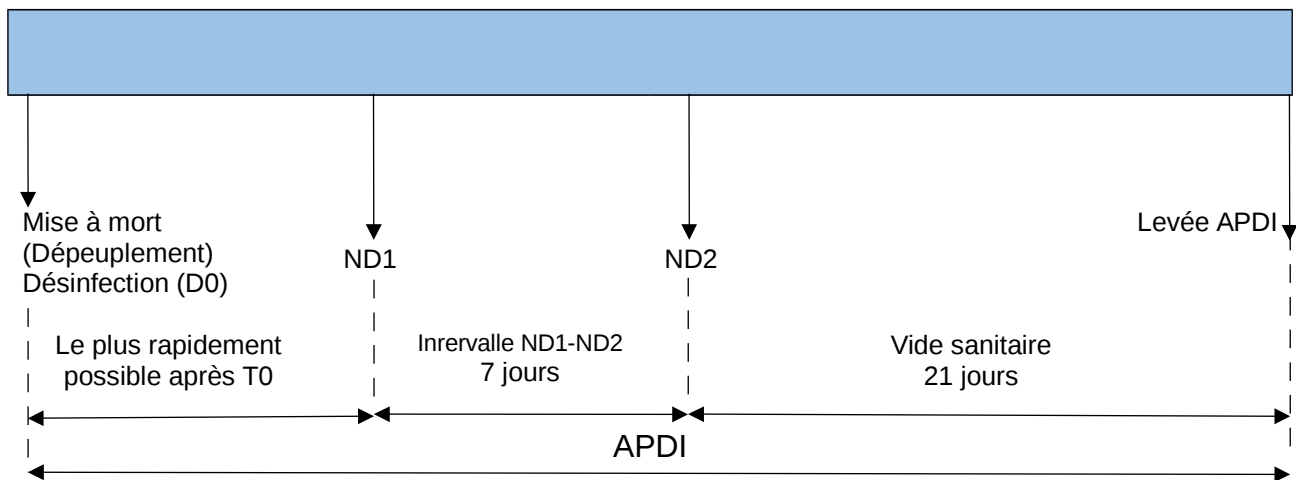 Mise à mort
(Dépeuplement)
Désinfection (D0)
ND1
ND2
Levée APDI
Le plus rapidement
possible après T0
Inrervalle ND1-ND2
7 jours
Vide sanitaire
21 jours
APDI